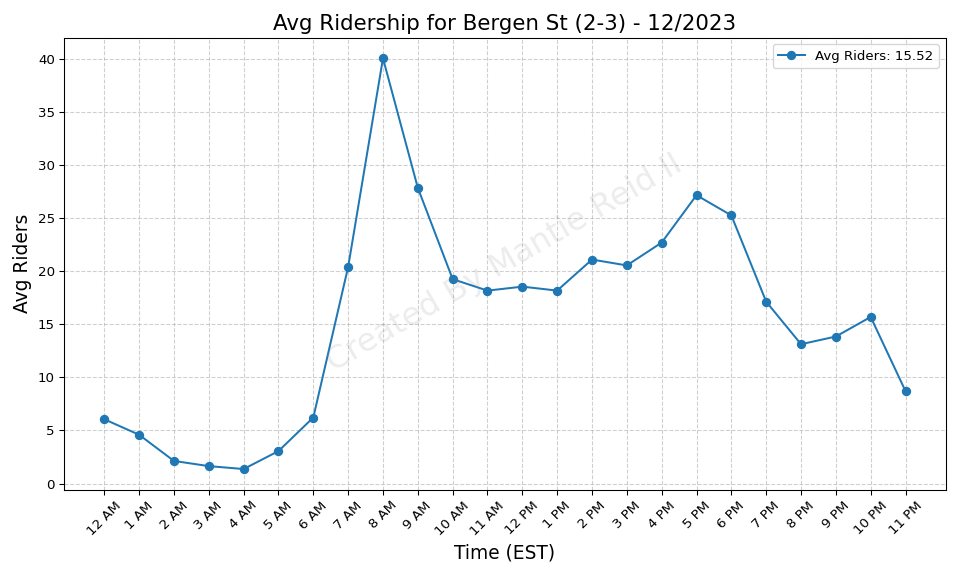 Avg Ridership for Bergen St (2-3) - 12/2023
Avg Riders: 15.52
Avg Riders
40
35
30
25
20
15
10
5
0
Created By Mantle Reid II
12 AM
1 AM
2 AM
3 AM
4 AM
5 AM
6 AM
7 AM
8 AM
9 AM
10 AM
11 AM
12 PM
1 PM
2 PM
3 PM
4 PM
5 PM
6 PM
7 PM
8 PM
9 PM
10 PM
11 PM
Time (EST)